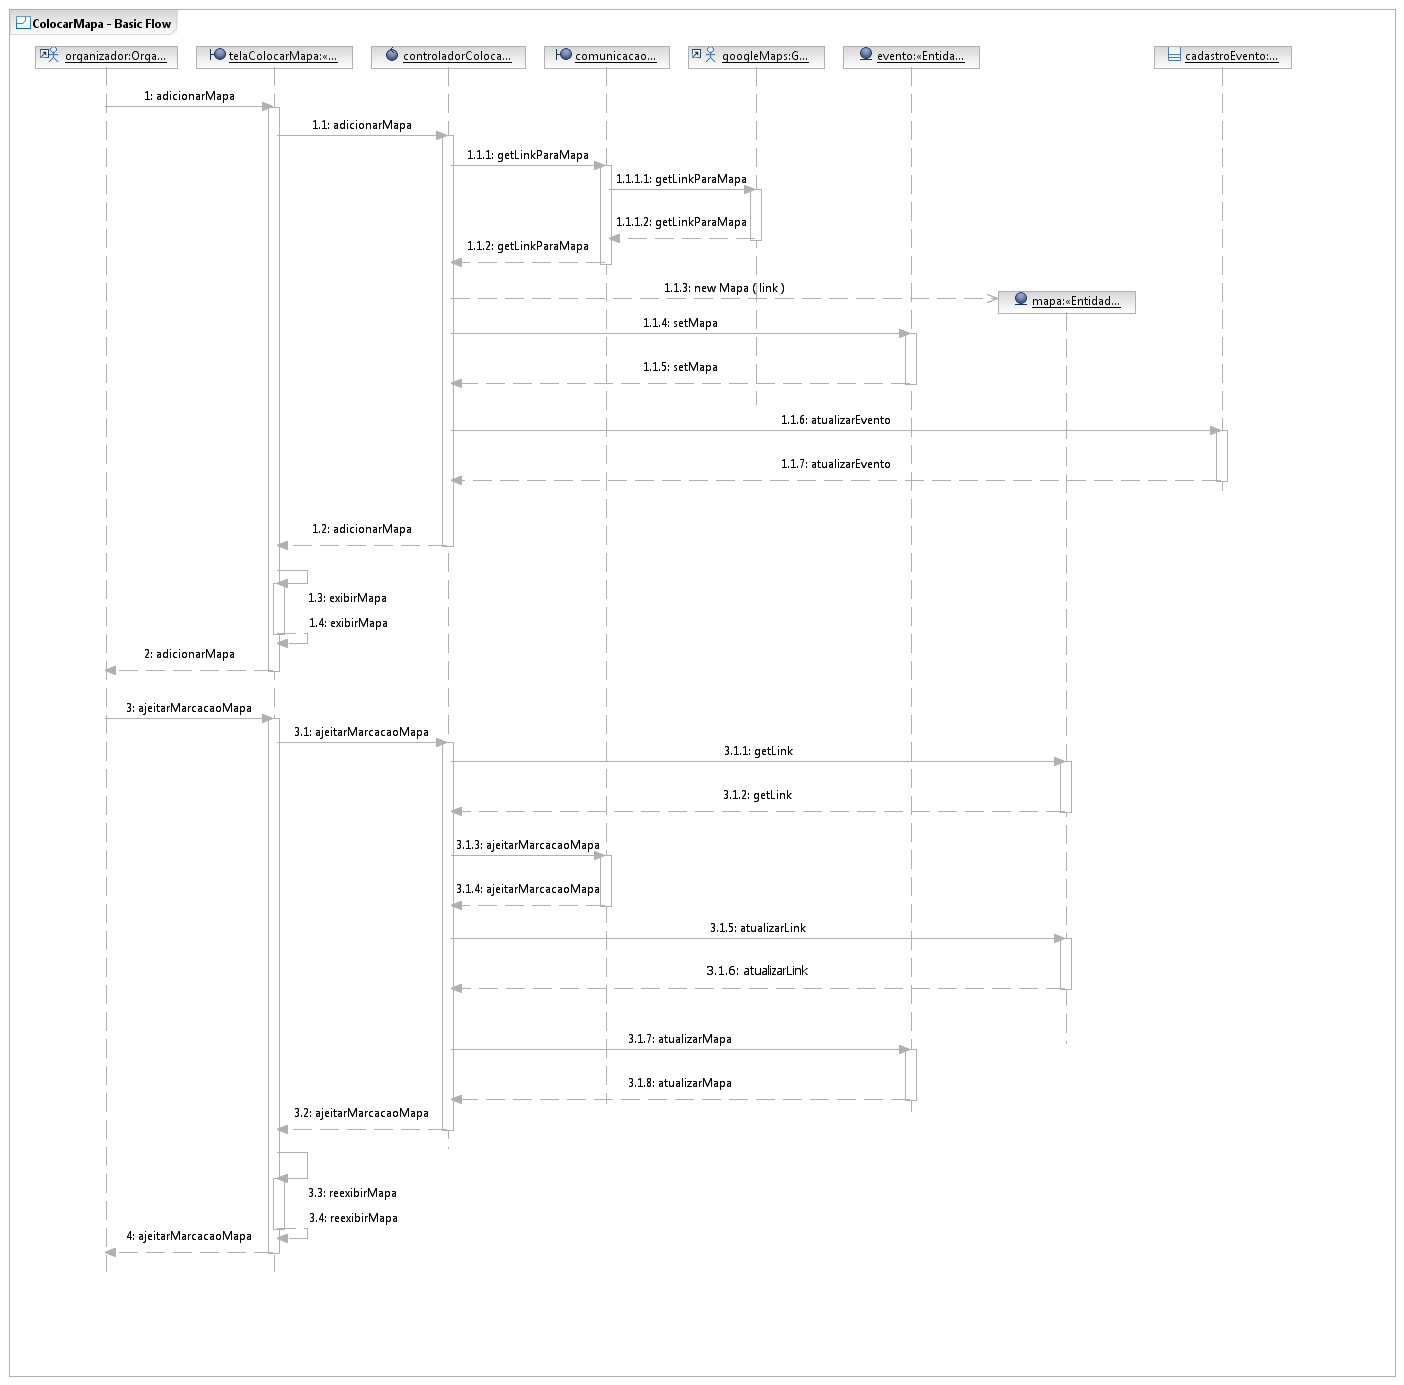 ColocarMapa - Basic Flow
organizador:Orga...
telaColocarMapa:«...
controladorColoca...
comunicacao...
googleMaps:G...
evento:«Entida...
cadastroEvento:...
1: adicionarMapa
1.1: adicionarMapa
1.1.1: getLinkParaMapa
1.1.1.1: getLinkParaMapa
1.1.1.2: getLinkParaMapa
1.1.2: getLinkParaMapa
1.1.3: new Mapa ( link )
mapa:«Entidad...
1.1.4: setMapa
1.1.5: setMapa
1.1.6: atualizarEvento
1.1.7: atualizarEvento
1.2: adicionarMapa
1.3: exibirMapa
1.4: exibirMapa
2: adicionarMapa
3: ajeitarMarcacaoMapa
3.1: ajeitarMarcacaoMapa
3.1.1: getLink
3.1.2: getLink
3.1.3: ajeitarMarcacaoMapa
3.1.4: ajeitarMarcacaoMapa
3.1.5: atualizarLink
3.1.6: atualizarLink
3.1.7: atualizarMapa
3.1.8: atualizarMapa
3.2: ajeitarMarcacaoMapa
3.3: reexibirMapa
3.4: reexibirMapa
4: ajeitarMarcacaoMapa